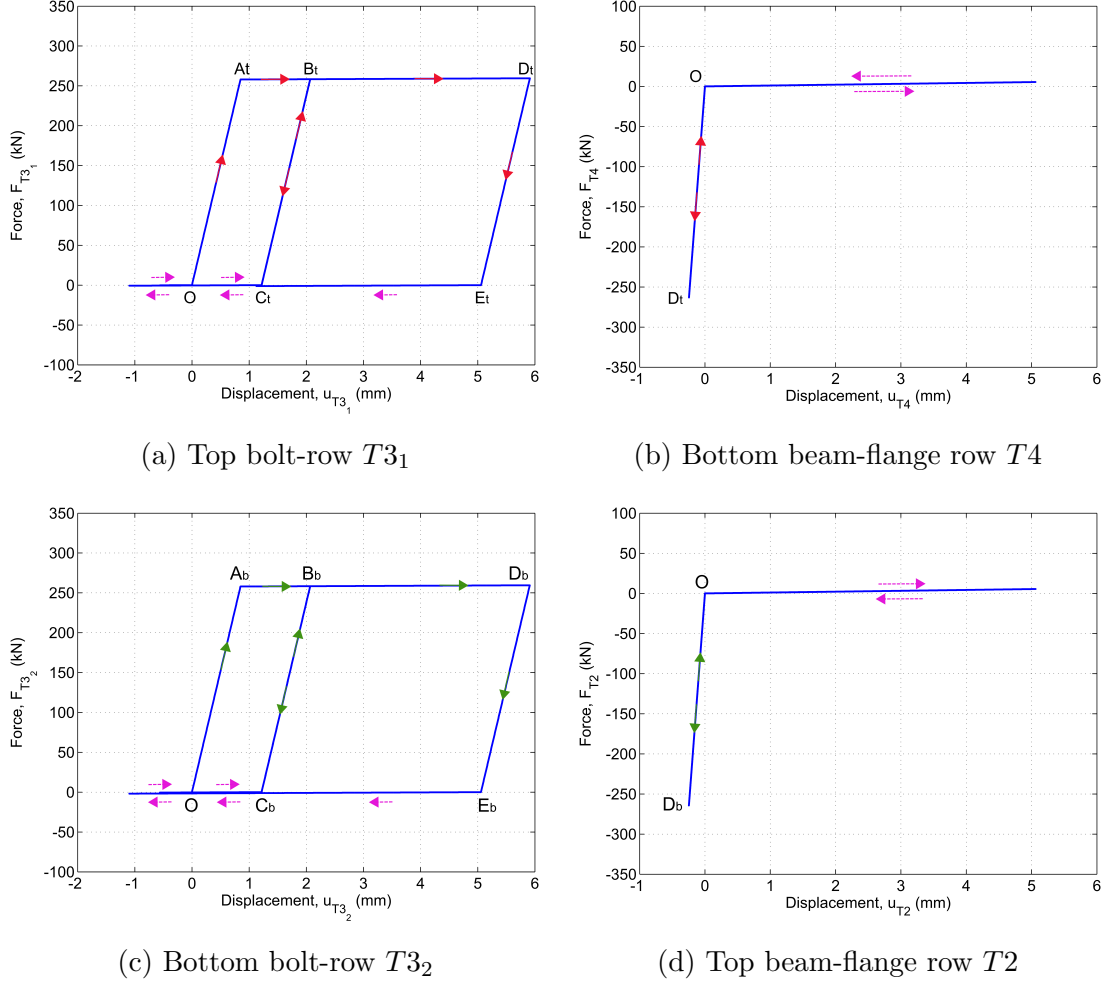 Force, F_T3_1 (kN)
350
300
250
200
150
100
50
0
-50
-100
At
Bt
Dt
O
Ct
Et
-2 -1 0 1 2 3 4 5 6
Displacement, u_T3_1 (mm)
(a) Top bolt-row T3_1
Force, F_T4 (kN)
100
50
0
-50
-100
-150
-200
-250
-300
-350
O
Dt
-1 0 1 2 3 4 5 6
Displacement, u_T4 (mm)
(b) Bottom beam-flange row T4
Force, F_T3_2 (kN)
350
300
250
200
150
100
50
0
-50
-100
Ab
Bb
Db
O
Cb
Eb
-2 -1 0 1 2 3 4 5 6
Displacement, u_T3_2 (mm)
(c) Bottom bolt-row T3_2
Force, F_T2 (kN)
100
50
0
-50
-100
-150
-200
-250
-300
-350
O
Db
-1 0 1 2 3 4 5 6
Displacement, u_T2 (mm)
(d) Top beam-flange row T2